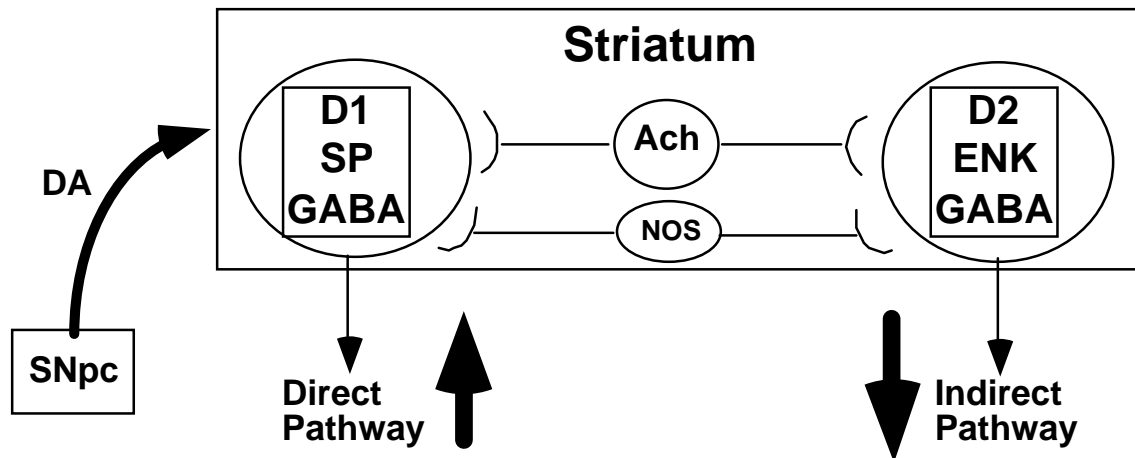 Striatum
D1
SP
GABA
Ach
NOS
D2
ENK
GABA
DA
SNpc
Direct
Pathway
Indirect
Pathway